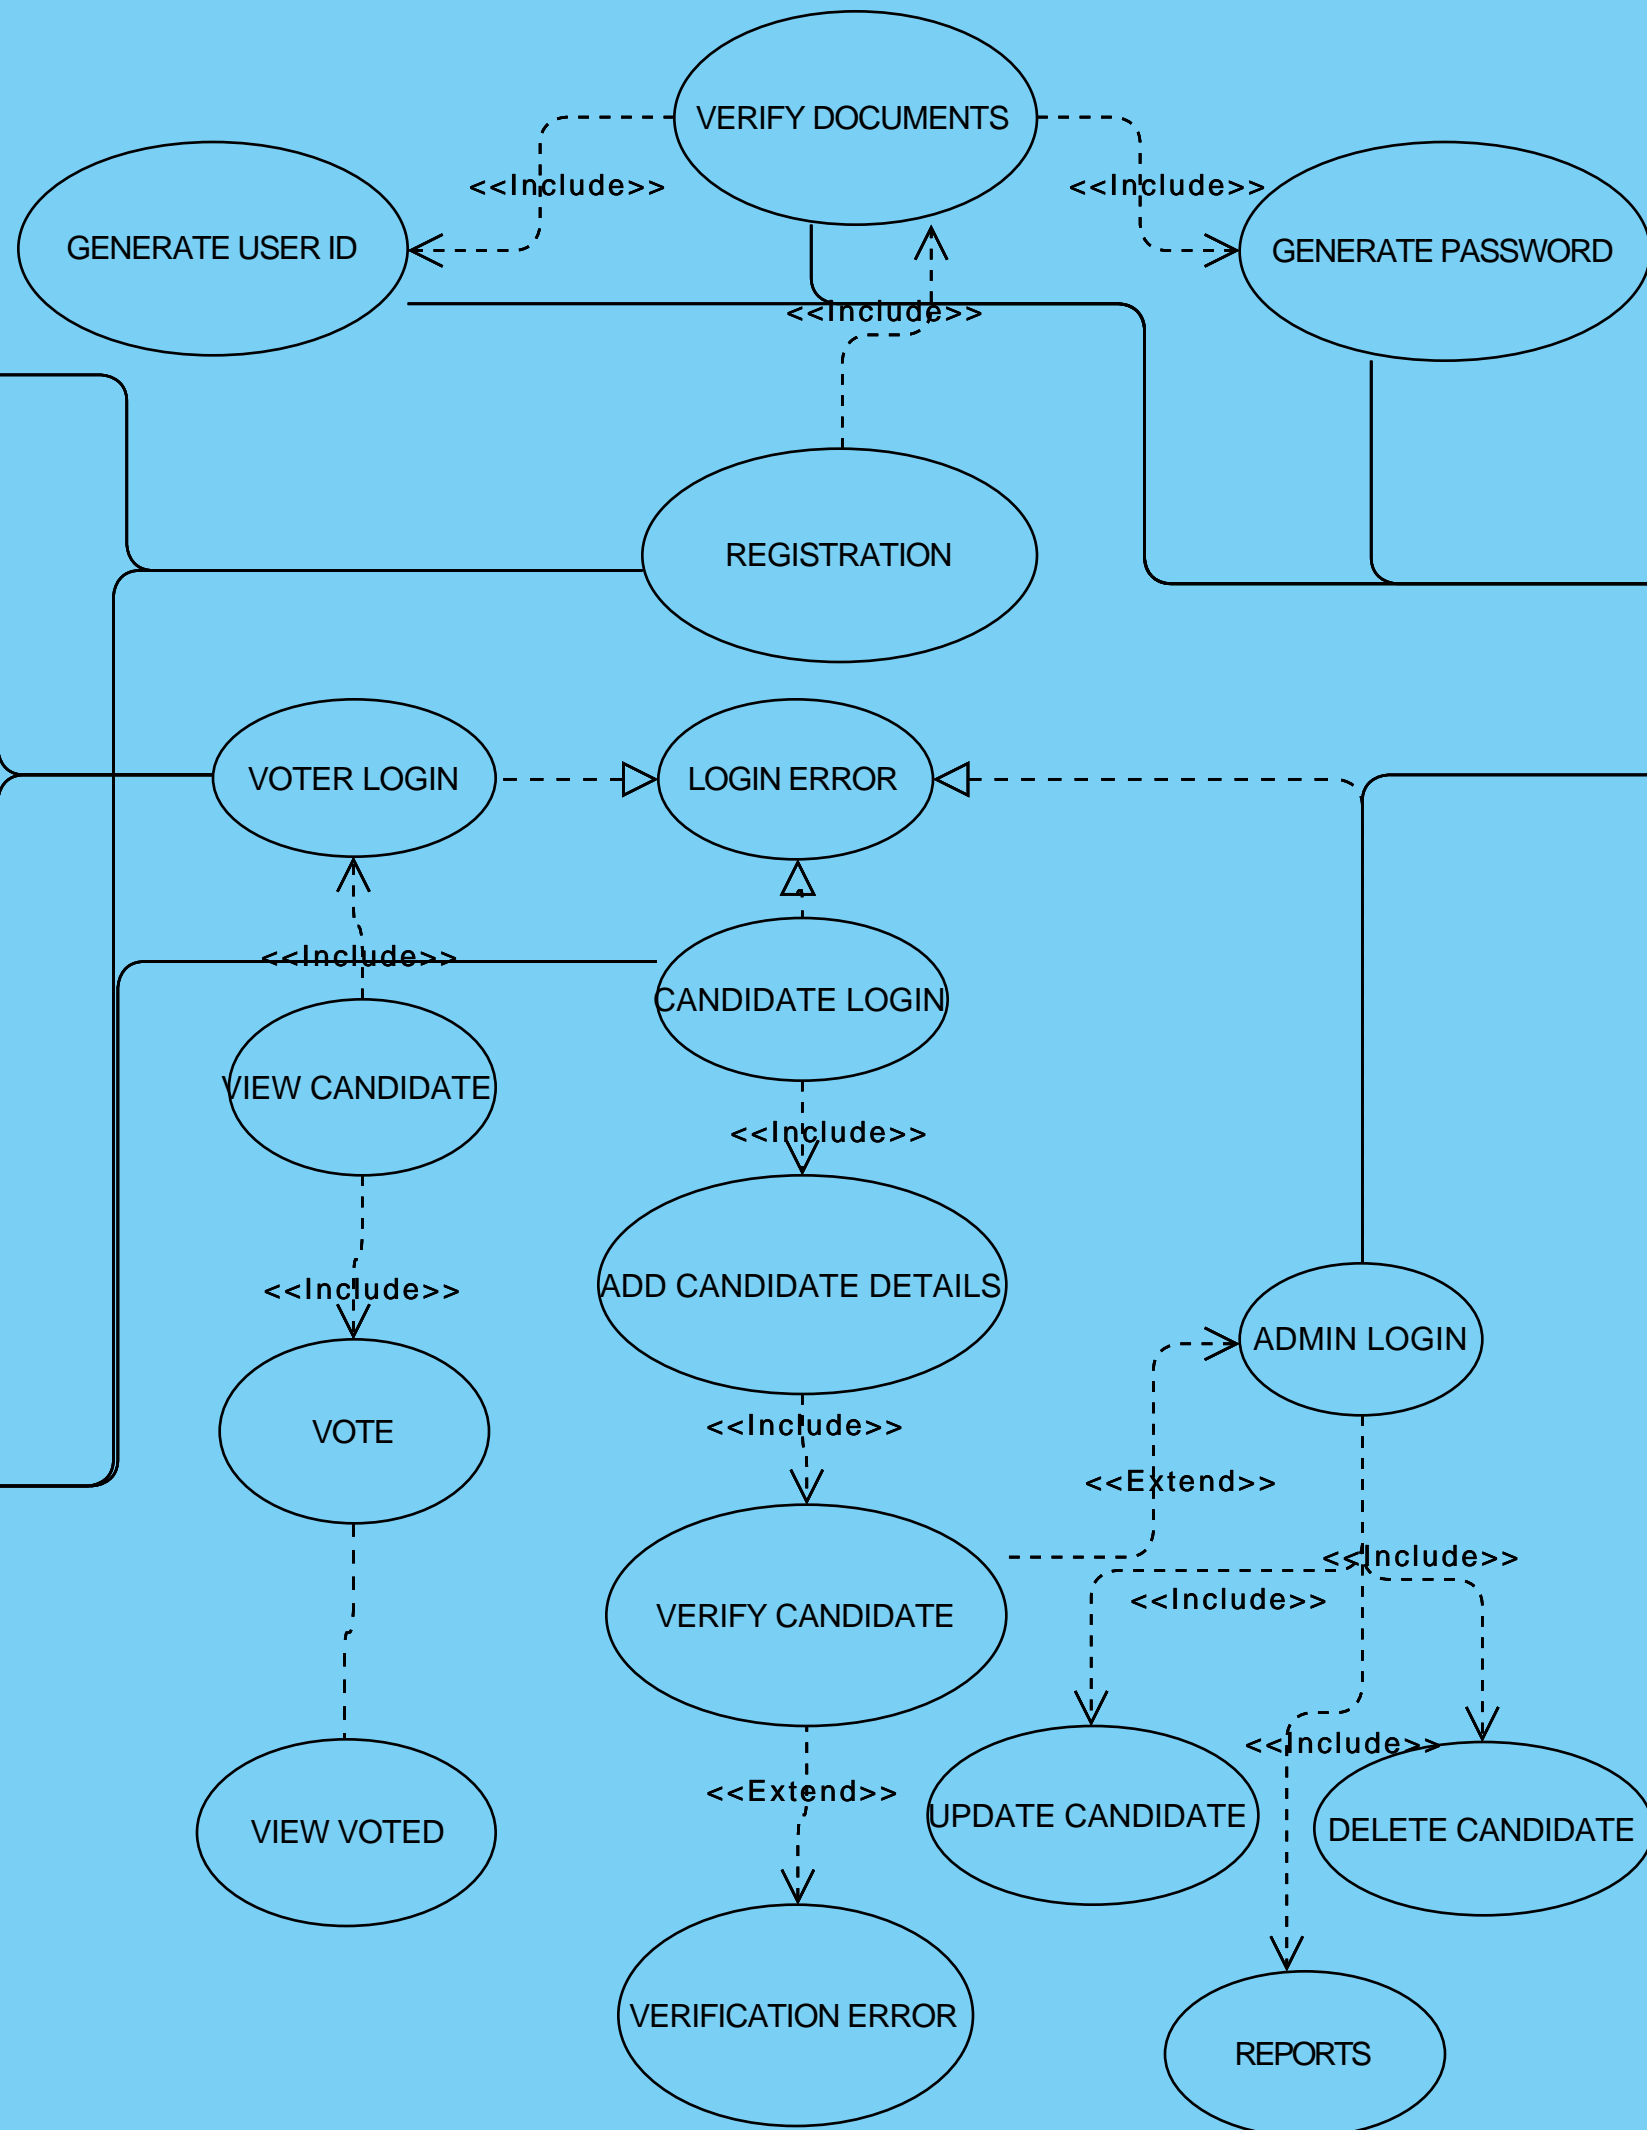 VERIFY DOCUMENTS
<<Include>>
<<Include>>
GENERATE USER ID
GENERATE PASSWORD
<<Include>>
REGISTRATION
VOTER LOGIN
LOGIN ERROR
<<Include>>
CANDIDATE LOGIN
VIEW CANDIDATE
<<Include>>
<<Include>>
ADD CANDIDATE DETAILS
ADMIN LOGIN
VOTE
<<Include>>
<<Extend>>
<<Include>>
<<Include>>
VERIFY CANDIDATE
<<Include>>
<<Extend>>
UPDATE CANDIDATE
DELETE CANDIDATE
VIEW VOTED
VERIFICATION ERROR
REPORTS